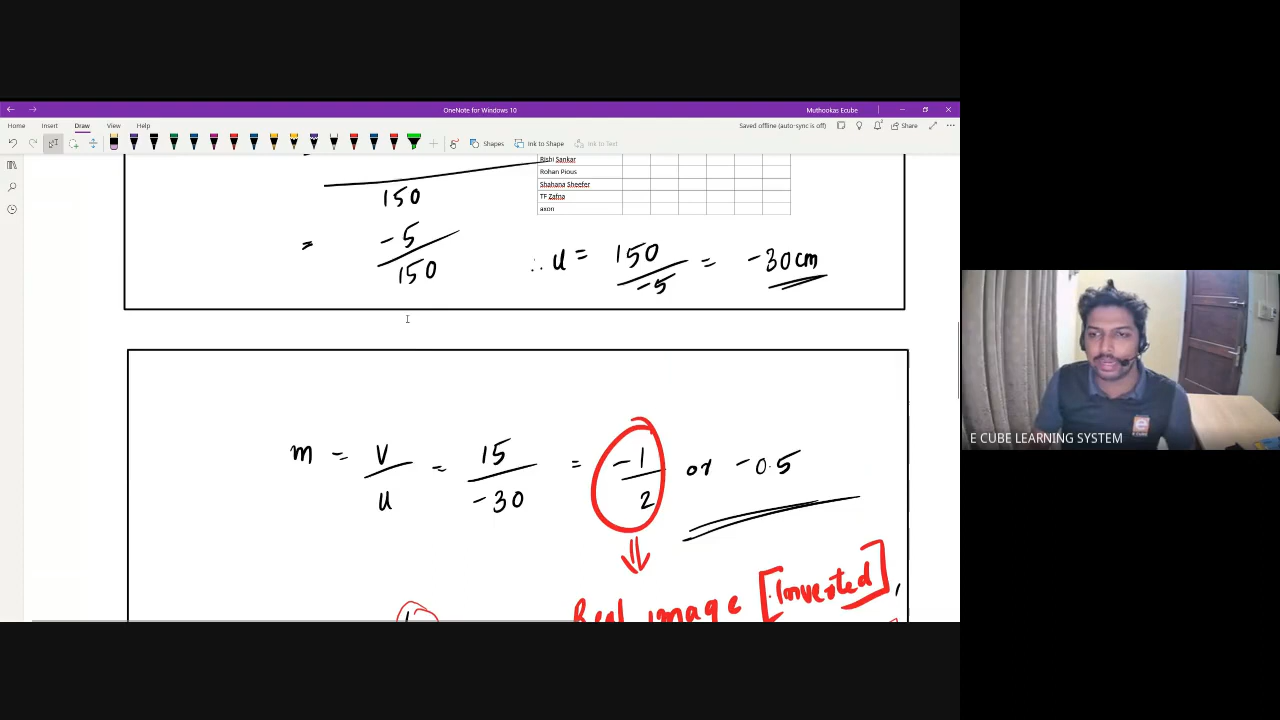 OneNote for Windows 10
Muthookas Ecube
Home Insert Draw View Help
Saved offline (auto-sync is off)
Share
Shapes Ink to Shape Ink to Text
Rishi Sankar
Rohan Pious
Shahana Sheefer
TF Zafna
axon
150
= -5/150
∴ u = 150/-5 = -30cm
m = v/u = 15/-30 = -1/2 or -0.5
Real image [Inverted],
E CUBE LEARNING SYSTEM